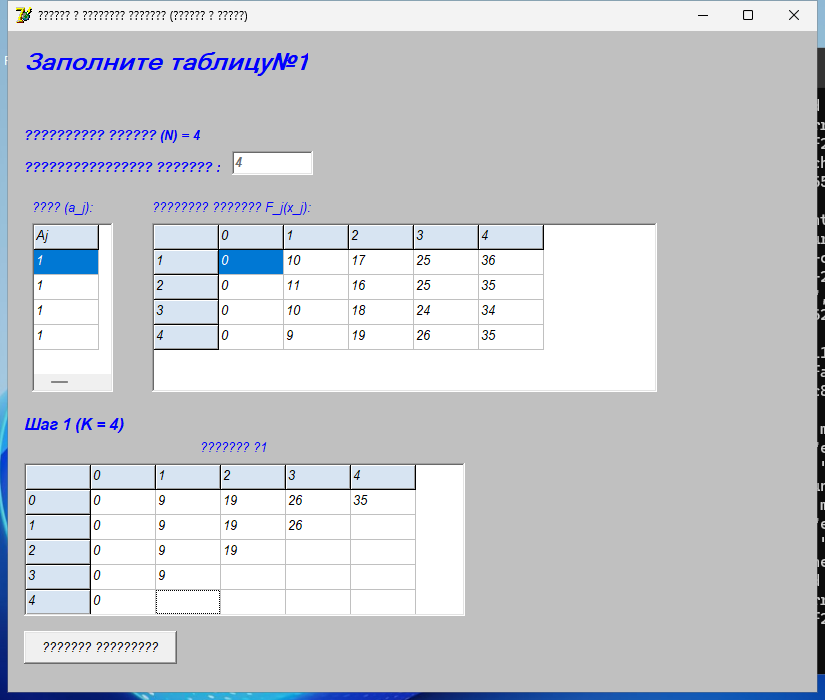 ?????? ? ???????? ??????? (?????? ? ?????)
Заполните таблицу№1
?????????? ?????? (N) = 4
???????????????? ??????? : 4
???? (a_j):
???????? ??????? F_j(x_j):
Aj
1
1
1
1
0 1 2 3 4
1 0 10 17 25 36
2 0 11 16 25 35
3 0 10 18 24 34
4 0 9 19 26 35
Шаг 1 (K = 4)
??????? ?1
0 1 2 3 4
0 0 9 19 26 35
1 0 9 19 26
2 0 9 19
3 0 9
4 0
??????? ?????????